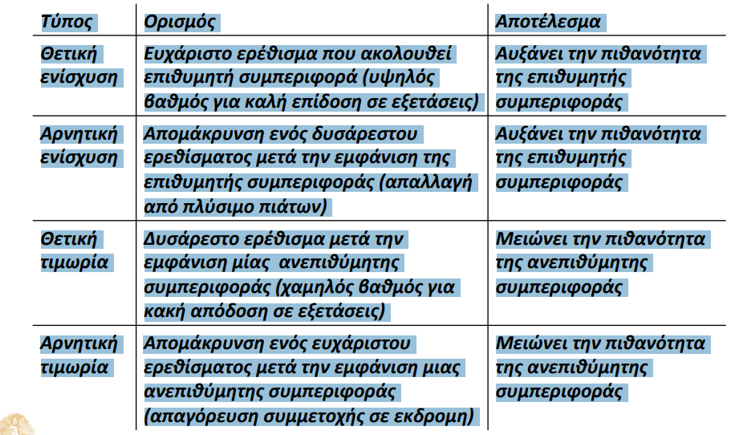 Τύπος Ορισμός Αποτέλεσμα
Θετική ενίσχυση
Ευχάριστο ερέθισμα που ακολουθεί
επιθυμητή συμπεριφορά (υψηλός
βαθμός για καλή επίδοση σε εξετάσεις)
Αυξάνει την πιθανότητα
της επιθυμητής
συμπεριφοράς
Αρνητική
ενίσχυση
Απομάκρυνση ενός δυσάρεστου
ερεθίσματος μετά την εμφάνιση της
επιθυμητής συμπεριφοράς (απαλλαγή
από πλύσιμο πιάτων)
Αυξάνει την πιθανότητα
της επιθυμητής
συμπεριφοράς
Θετική
τιμωρία
Δυσάρεστο ερέθισμα μετά την
εμφάνιση μίας ανεπιθύμητης
συμπεριφοράς (χαμηλός βαθμός για
κακή απόδοση σε εξετάσεις)
Μειώνει την πιθανότητα
της ανεπιθύμητης
συμπεριφοράς
Αρνητική
τιμωρία
Απομάκρυνση ενός ευχάριστου
ερεθίσματος μετά την εμφάνιση μιας
ανεπιθύμητης συμπεριφοράς
(απαγόρευση συμμετοχής σε εκδρομη)
Μειώνει την πιθανότητα
της ανεπιθύμητης
συμπεριφοράς